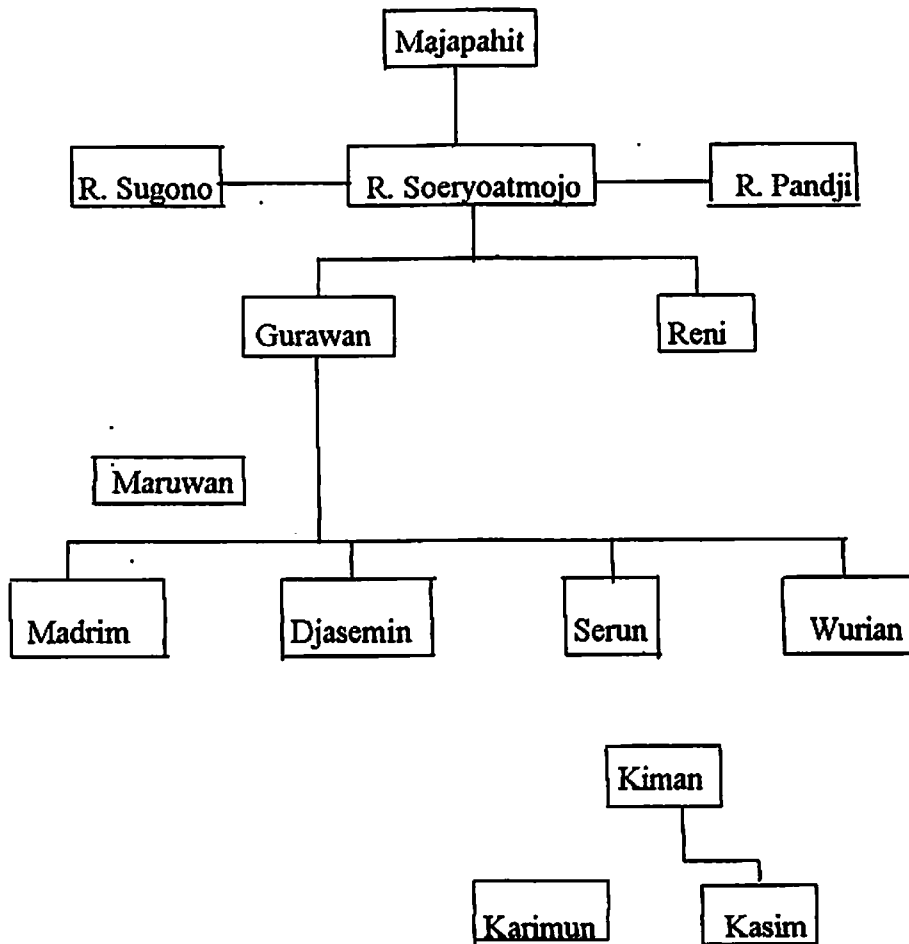 Majapahit
R. Sugono
R. Soeryoatmojo
R. Pandji
Gurawan
Reni
Maruwan
Madrim
Djasemin
Serun
Wurian
Kiman
Karimun
Kasim